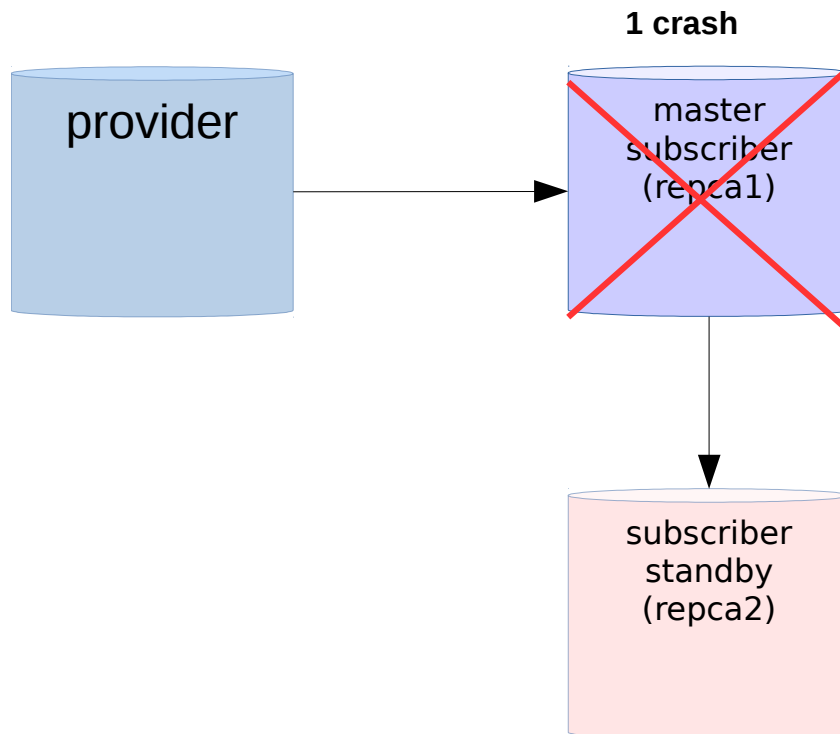 1 crash
provider
master
subscriber
(repca1)
subscriber
standby
(repca2)